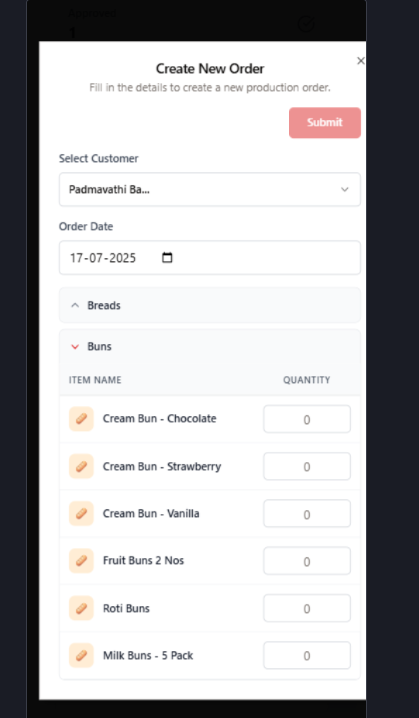 Create New Order
Fill in the details to create a new production order.
Submit
Select Customer
Padmavathi Ba...
Order Date
17-07-2025
Breads
Buns
ITEM NAME QUANTITY
Cream Bun - Chocolate 0
Cream Bun - Strawberry 0
Cream Bun - Vanilla 0
Fruit Buns 2 Nos 0
Roti Buns 0
Milk Buns - 5 Pack 0